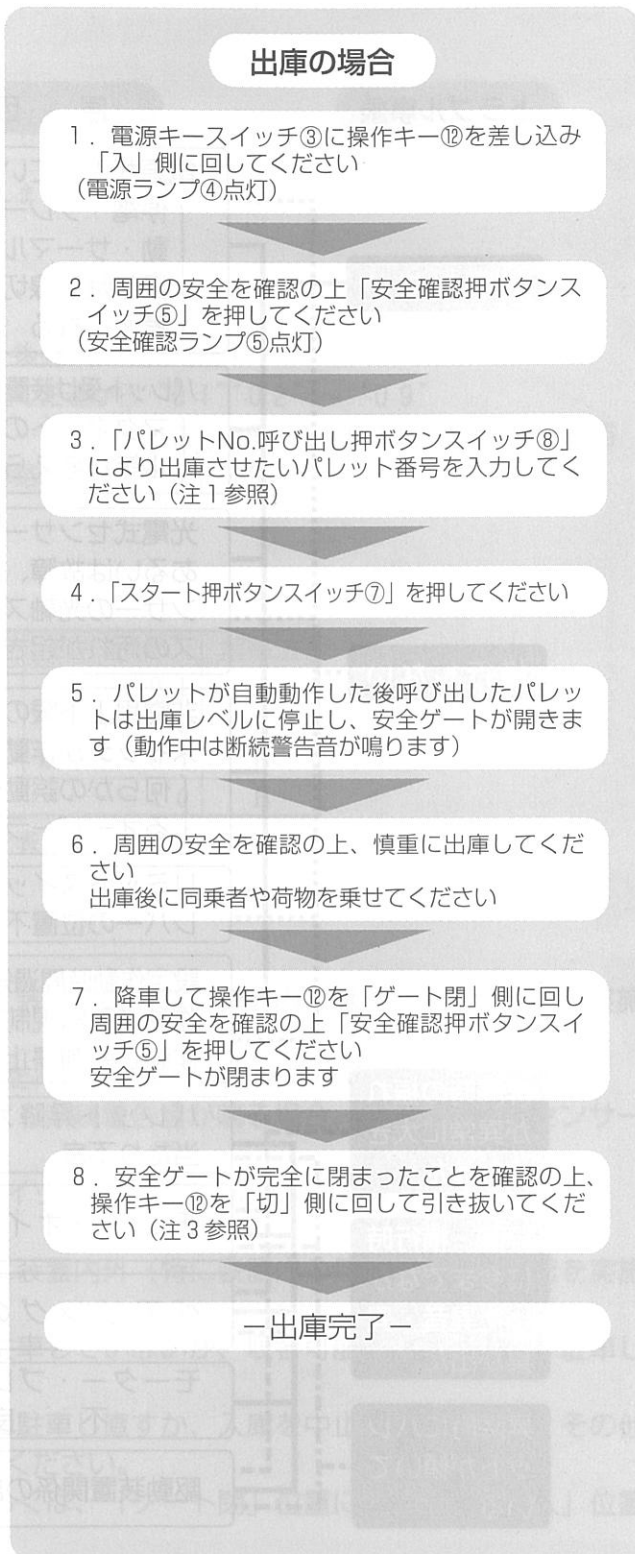 出庫の場合
1．電源キースイッチ③に操作キー⑫を差し込み
「入」側に回してください
（電源ランプ④点灯）
2．周囲の安全を確認の上「安全確認押ボタンス
イッチ⑤」を押してください
（安全確認ランプ⑤点灯）
3．「パレットNo.呼び出し押ボタンスイッチ⑧」
により出庫させたいパレット番号を入力してく
ださい（注1参照）
4．「スタート押ボタンスイッチ⑦」を押してください
5．パレットが自動動作した後呼び出したパレッ
トは出庫レベルに停止し、安全ゲートが開きま
す（動作中は断続警告音が鳴ります）
6．周囲の安全を確認の上、慎重に出庫してくだ
さい
出庫後に同乗者や荷物を乗せてください
7．降車して操作キー⑫を「ゲート閉」側に回し
周囲の安全を確認の上「安全確認押ボタンスイ
ッチ⑤」を押してください
安全ゲートが閉まります
8．安全ゲートが完全に閉まったことを確認の上、
操作キー⑫を「切」側に回して引き抜いてくだ
さい（注3参照）
－出庫完了－